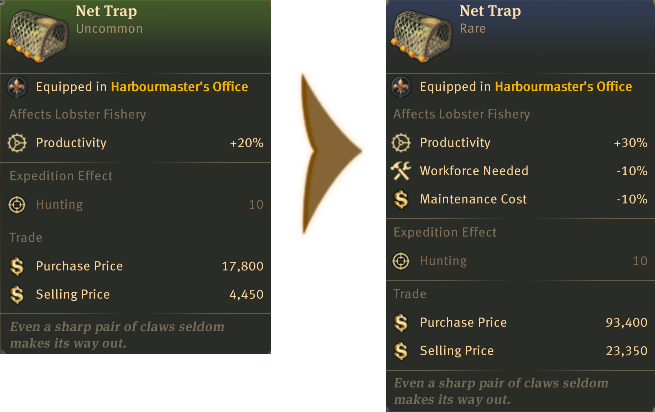 Net Trap
Uncommon
Equipped in Harbourmaster's Office
Affects Lobster Fishery
Productivity +20%
Expedition Effect
Hunting 10
Trade
Purchase Price 17,800
Selling Price 4,450
Even a sharp pair of claws seldom
makes its way out.
Net Trap
Rare
Equipped in Harbourmaster's Office
Affects Lobster Fishery
Productivity +30%
Workforce Needed -10%
Maintenance Cost -10%
Expedition Effect
Hunting 10
Trade
Purchase Price 93,400
Selling Price 23,350
Even a sharp pair of claws seldom
makes its way out.